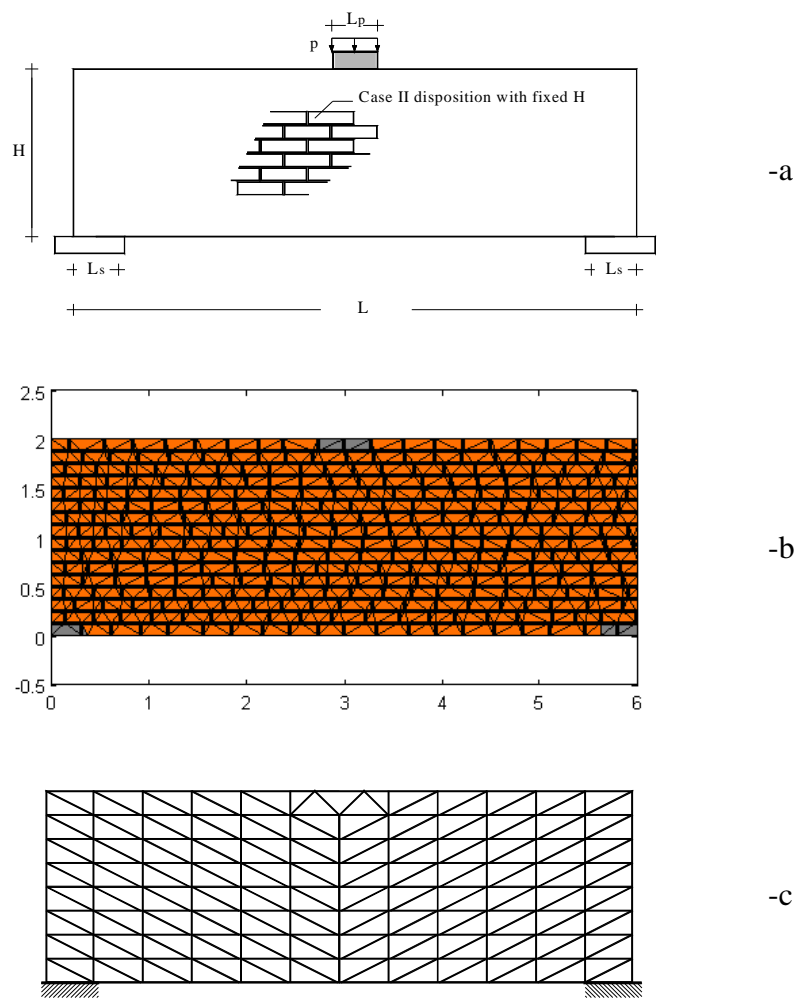 Lp
p
Case II disposition with fixed H
H
-a
Ls
Ls
L
2.5
2
1.5
1
0.5
0
-0.5
0 1 2 3 4 5 6
-b
-c